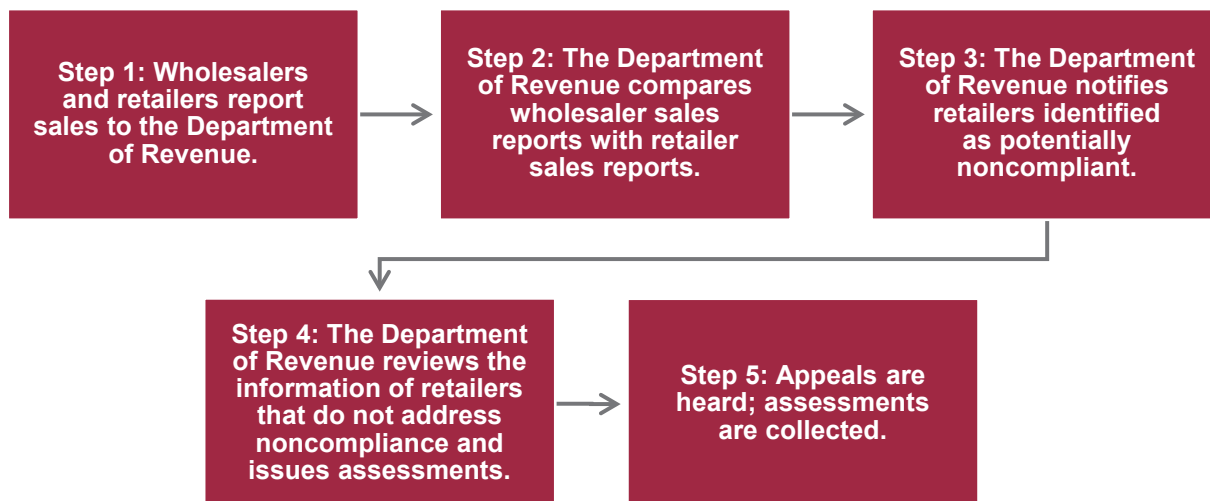 Step 1: Wholesalers
and retailers report
sales to the Department
of Revenue.
Step 2: The Department
of Revenue compares
wholesaler sales
reports with retailer
sales reports.
Step 3: The Department
of Revenue notifies
retailers identified
as potentially
noncompliant.
Step 4: The Department
of Revenue reviews the
information of retailers
that do not address
noncompliance and
issues assessments.
Step 5: Appeals are
heard; assessments
are collected.